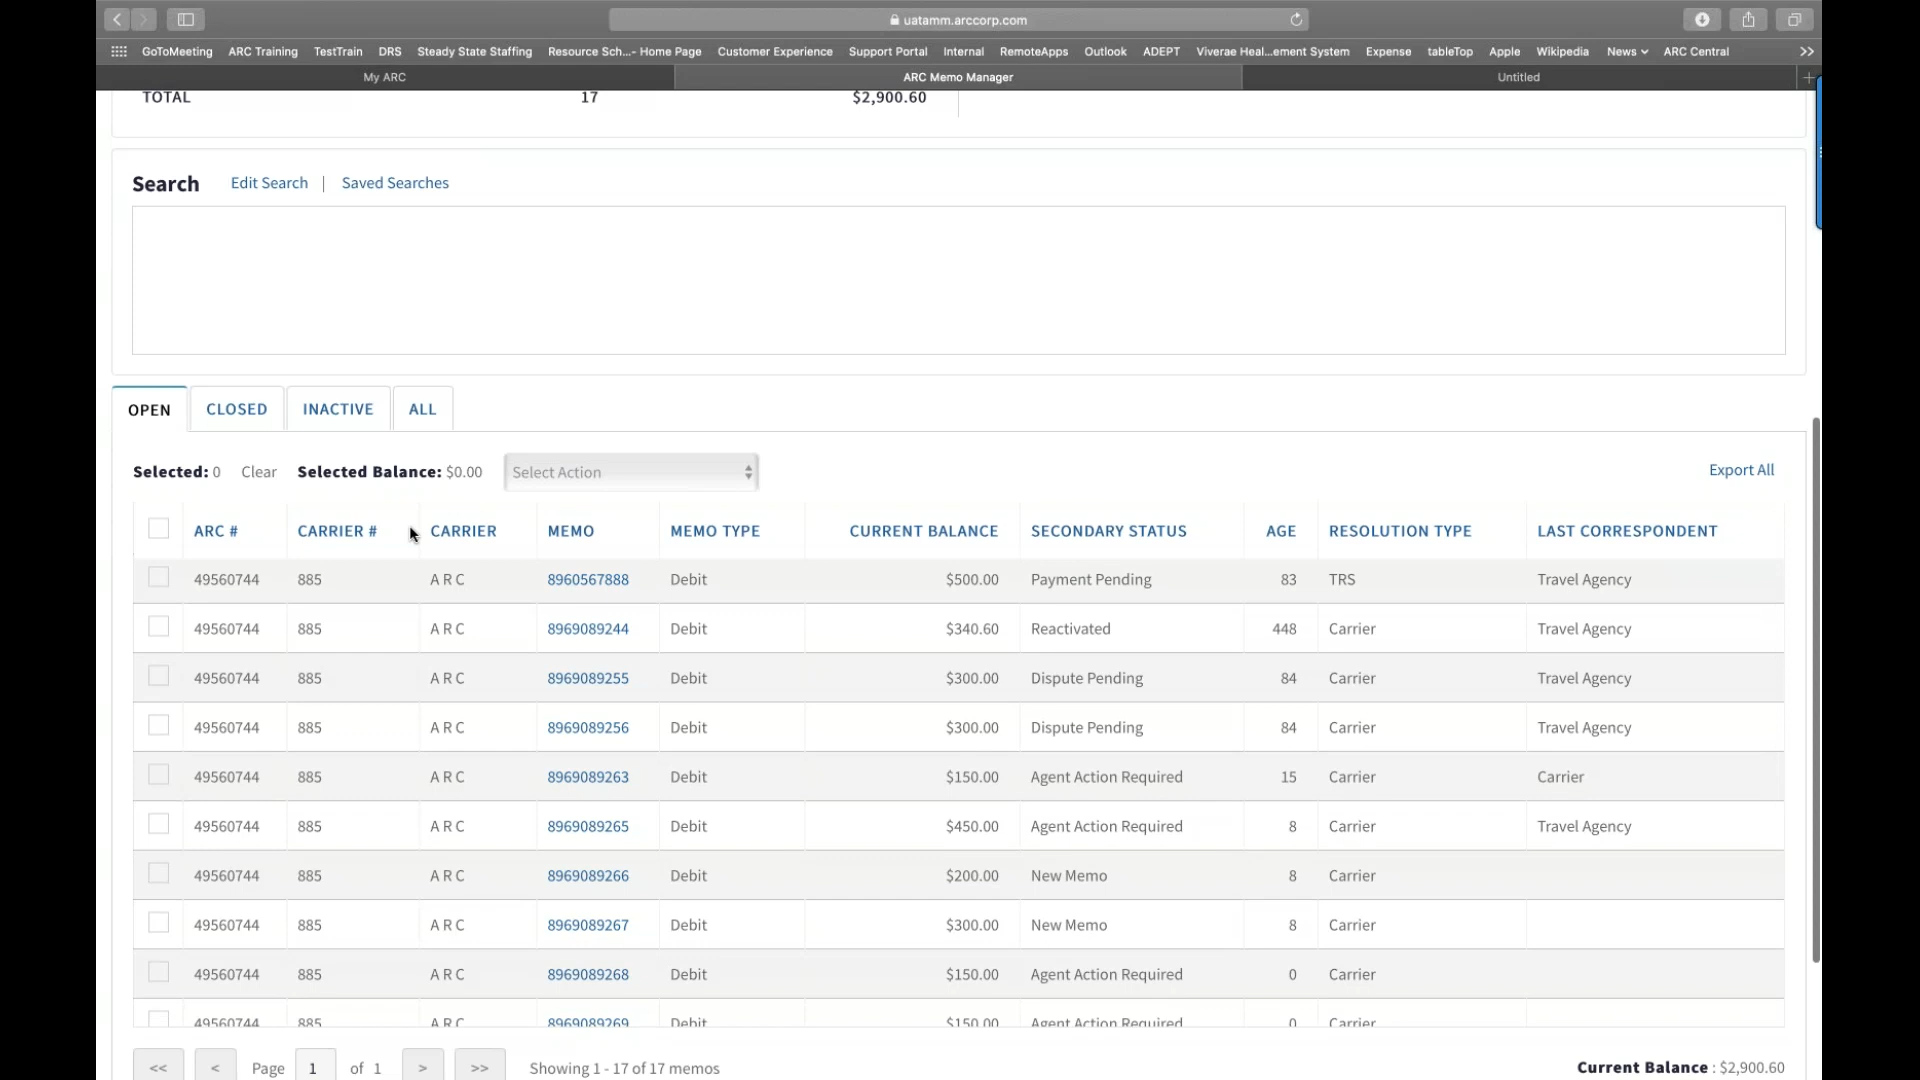 uatamm.arccorp.com
GoToMeeting ARC Training TestTrain DRS Steady State Staffing Resource Sch...- Home Page Customer Experience Support Portal Internal RemoteApps Outlook ADEPT Viverae Heal...ement System Expense tableTop Apple Wikipedia News ARC Central >>
My ARC ARC Memo Manager Untitled +
TOTAL 17 $2,900.60
Search Edit Search | Saved Searches
OPEN CLOSED INACTIVE ALL
Selected: 0 Clear Selected Balance: $0.00 Select Action Export All
ARC # CARRIER # CARRIER MEMO MEMO TYPE CURRENT BALANCE SECONDARY STATUS AGE RESOLUTION TYPE LAST CORRESPONDENT
49560744 885 A R C 8960567888 Debit $500.00 Payment Pending 83 TRS Travel Agency
49560744 885 A R C 8969089244 Debit $340.60 Reactivated 448 Carrier Travel Agency
49560744 885 A R C 8969089255 Debit $300.00 Dispute Pending 84 Carrier Travel Agency
49560744 885 A R C 8969089256 Debit $300.00 Dispute Pending 84 Carrier Travel Agency
49560744 885 A R C 8969089263 Debit $150.00 Agent Action Required 15 Carrier Carrier
49560744 885 A R C 8969089265 Debit $450.00 Agent Action Required 8 Carrier Travel Agency
49560744 885 A R C 8969089266 Debit $200.00 New Memo 8 Carrier
49560744 885 A R C 8969089267 Debit $300.00 New Memo 8 Carrier
49560744 885 A R C 8969089268 Debit $150.00 Agent Action Required 0 Carrier
49560744 885 A R C 8969089269 Debit $150.00 Agent Action Required 0 Carrier
<< < Page 1 of 1 > >> Showing 1 - 17 of 17 memos Current Balance : $2,900.60